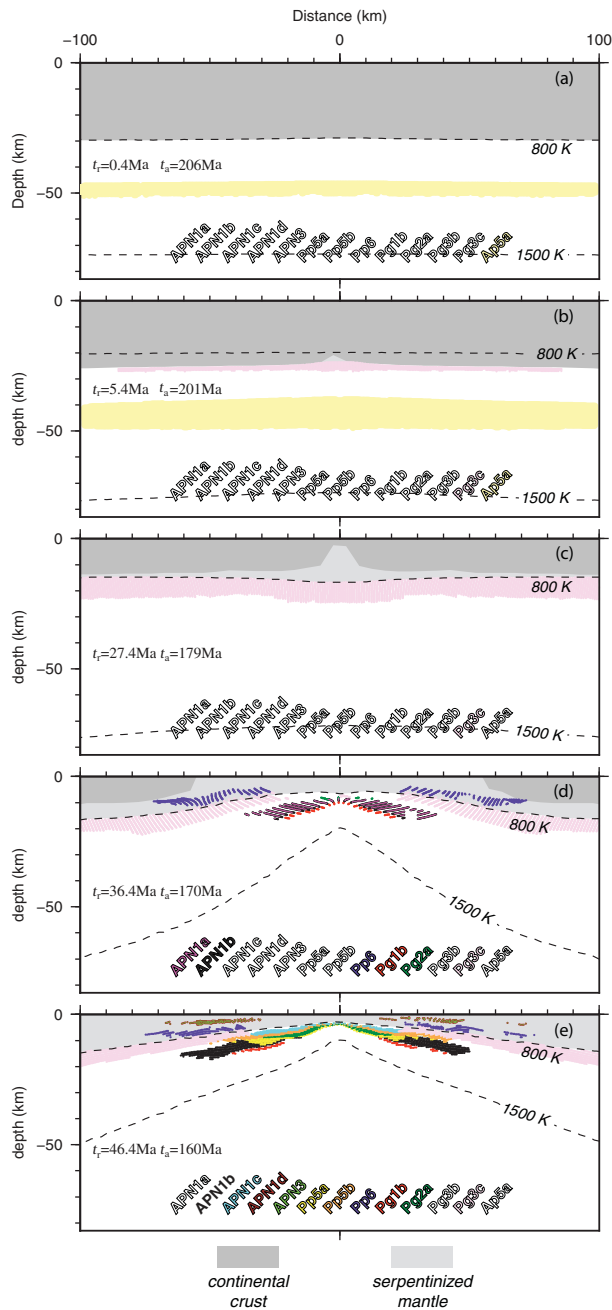 Distance (km)
−100 0 100
0
(a)
800 K
tr=0.4Ma ta=206Ma
Depth (km)
−50
APN1a APN1b APN1c APN1d APN3 Pp5a Pp5b Pp6 Pg1b Pg2a Pg3b Pg3c Ap5a
1500 K
0
(b)
800 K
tr=5.4Ma ta=201Ma
depth (km)
−50
APN1a APN1b APN1c APN1d APN3 Pp5a Pp5b Pp6 Pg1b Pg2a Pg3b Pg3c Ap5a
1500 K
0
(c)
800 K
depth (km)
−50
tr=27.4Ma ta=179Ma
APN1a APN1b APN1c APN1d APN3 Pp5a Pp5b Pp6 Pg1b Pg2a Pg3b Pg3c Ap5a
1500 K
0
(d)
800 K
depth (km)
tr=36.4Ma ta=170Ma
−50
1500 K
APN1a APN1b APN1c APN1d APN3 Pp5a Pp5b Pp6 Pg1b Pg2a Pg3b Pg3c Ap5a
0
(e)
800 K
1500 K
depth (km)
−50
tr=46.4Ma ta=160Ma
APN1a APN1b APN1c APN1d APN3 Pp5a Pp5b Pp6 Pg1b Pg2a Pg3b Pg3c Ap5a
continental
crust
serpentinized
mantle